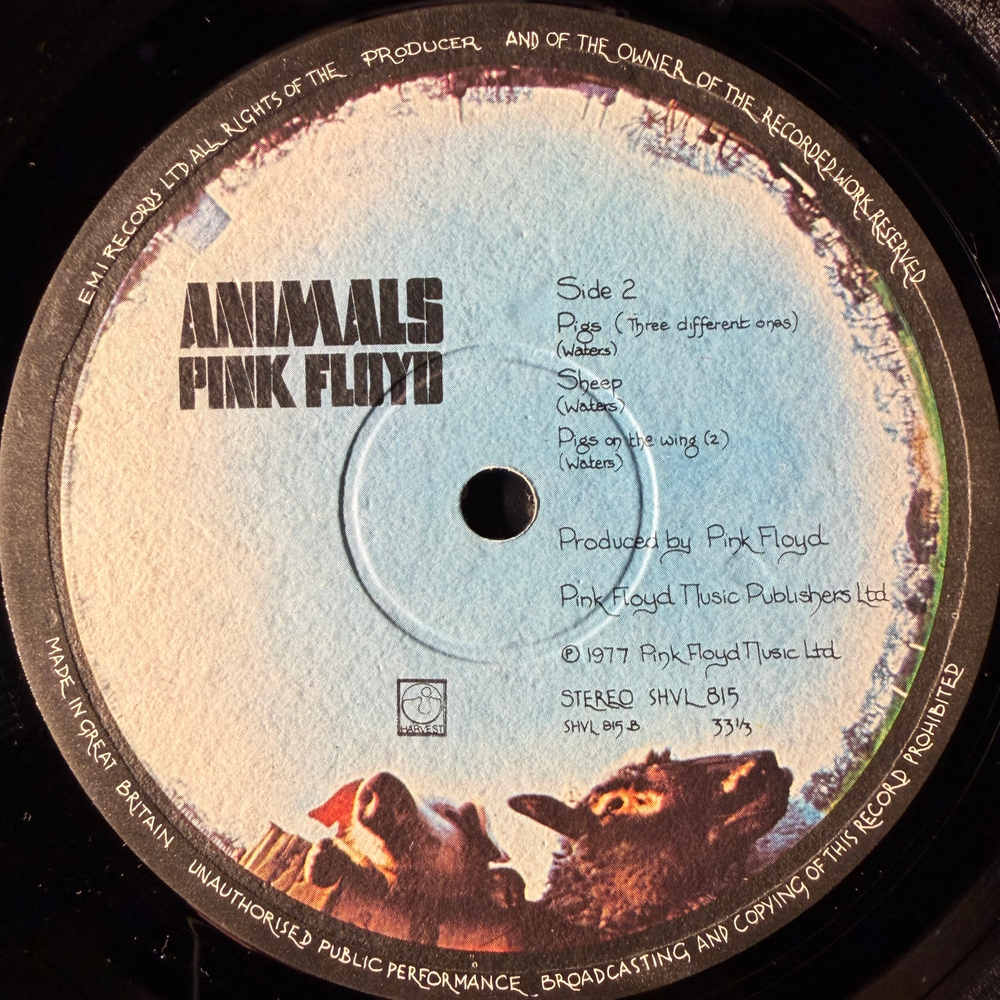 E.M.I RECORDS LTD. ALL RIGHTS OF THE PRODUCER AND OF THE OWNER OF THE RECORDED WORK RESERVED
ANIMALS
PINK FLOYD
Side 2
Pigs (Three different ones)
(Waters)
Sheep
(Waters)
Pigs on the wing (2)
(Waters)
Produced by Pink Floyd
Pink Floyd Music Publishers Ltd
℗ 1977 Pink Floyd Music Ltd
STEREO SHVL 815
SHVL 815-B 33⅓
HARVEST
MADE IN GREAT BRITAIN UNAUTHORISED PUBLIC PERFORMANCE BROADCASTING AND COPYING OF THIS RECORD PROHIBITED